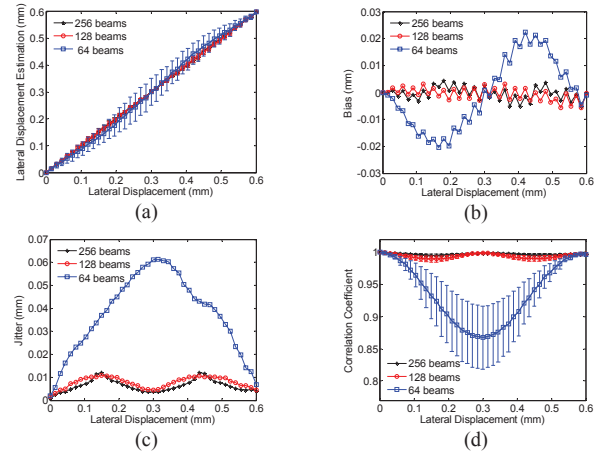 256 beams
128 beams
64 beams
Lateral Displacement Estimation (mm)
0.6
0.5
0.4
0.3
0.2
0.1
0
0 0.1 0.2 0.3 0.4 0.5 0.6
Lateral Displacement (mm)
(a)
256 beams
128 beams
64 beams
Bias (mm)
0.03
0.02
0.01
0
-0.01
-0.02
-0.03
0 0.1 0.2 0.3 0.4 0.5 0.6
Lateral Displacement (mm)
(b)
256 beams
128 beams
64 beams
Jitter (mm)
0.07
0.06
0.05
0.04
0.03
0.02
0.01
0
0 0.1 0.2 0.3 0.4 0.5 0.6
Lateral Displacement (mm)
(c)
Correlation Coefficient
1
0.95
0.9
0.85
0.8
256 beams
128 beams
64 beams
0 0.1 0.2 0.3 0.4 0.5 0.6
Lateral Displacement (mm)
(d)